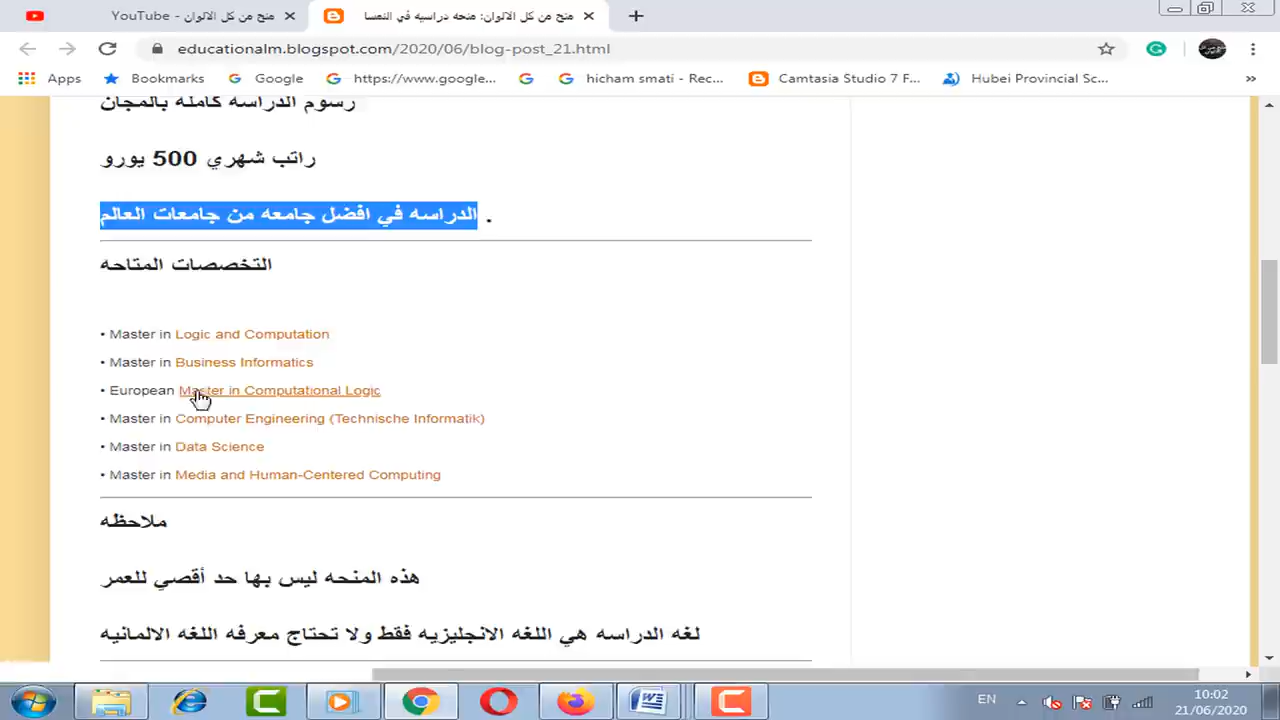 منح من كل الالوان - YouTube
منح من كل الالوان: منحه دراسيه في النمسا
educationalm.blogspot.com/2020/06/blog-post_21.html
Apps
Bookmarks
Google
https://www.google...
hicham smati - Rec...
Camtasia Studio 7 F...
Hubei Provincial Sc...
»
رسوم الدراسه كامله بالمجان
راتب شهري 500 يورو
الدراسه في افضل جامعه من جامعات العالم .
التخصصات المتاحه
• Master in Logic and Computation
• Master in Business Informatics
• European Master in Computational Logic
• Master in Computer Engineering (Technische Informatik)
• Master in Data Science
• Master in Media and Human-Centered Computing
ملاحظه
هذه المنحه ليس بها حد أقصي للعمر
لغه الدراسه هي اللغه الانجليزيه فقط ولا تحتاج معرفه اللغه الالمانيه
EN
10:02
21/06/2020